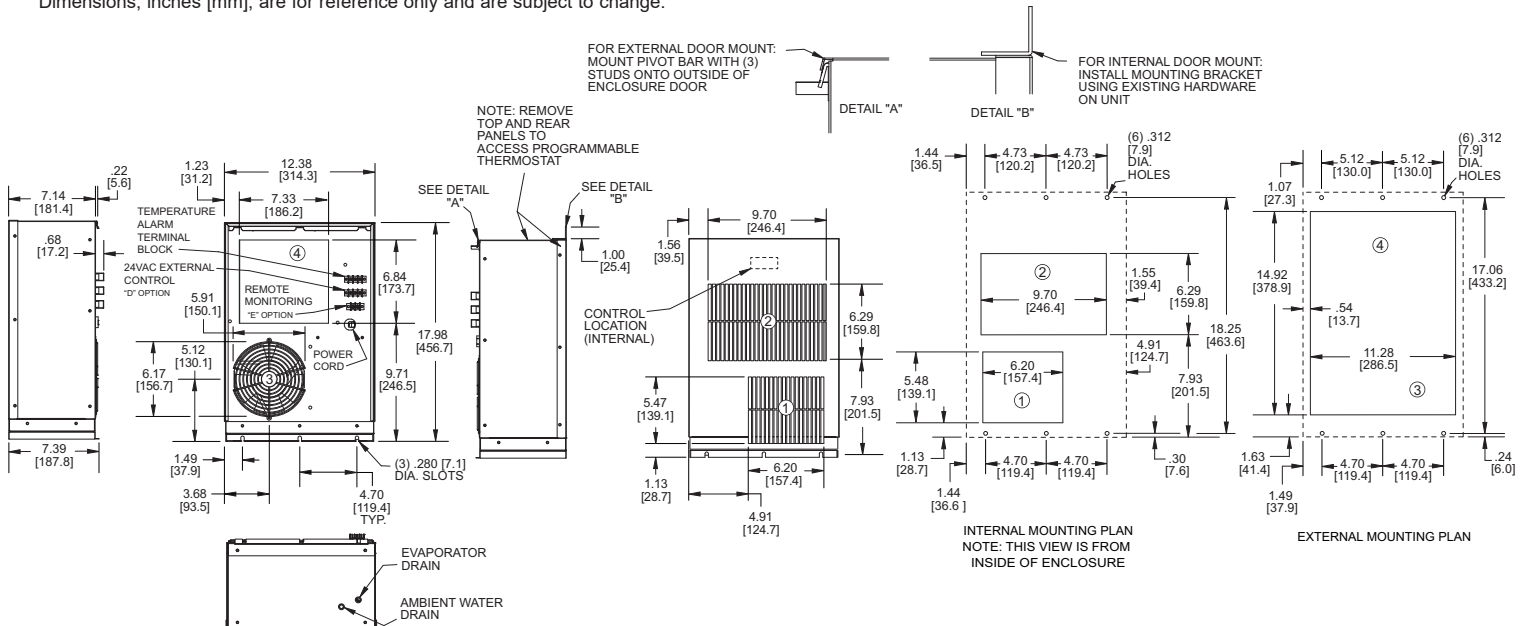 Dimensions, inches [mm], are for reference only and are subject to change.
FOR EXTERNAL DOOR MOUNT:
MOUNT PIVOT BAR WITH (3)
STUDS ONTO OUTSIDE OF
ENCLOSURE DOOR
DETAIL "A"
FOR INTERNAL DOOR MOUNT:
INSTALL MOUNTING BRACKET
USING EXISTING HARDWARE
ON UNIT
DETAIL "B"
7.14
[181.4]
.22
[5.6]
.68
[17.2]
7.39
[187.8]
1.23
[31.2]
12.38
[314.3]
7.33
[186.2]
TEMPERATURE
ALARM
TERMINAL
BLOCK
24VAC EXTERNAL
CONTROL
"D" OPTION
4
REMOTE
MONITORING
"E" OPTION
5.91
[150.1]
5.12
[130.1]
6.17
[156.7]
3
POWER
CORD
6.84
[173.7]
9.71
[246.5]
17.98
[456.7]
1.49
[37.9]
3.68
[93.5]
(3) .280 [7.1]
DIA. SLOTS
4.70
[119.4]
TYP.
NOTE: REMOVE
TOP AND REAR
PANELS TO
ACCESS PROGRAMMABLE
THERMOSTAT
SEE DETAIL
"A"
SEE DETAIL
"B"
1.00
[25.4]
9.70
[246.4]
1.56
[39.5]
CONTROL
LOCATION
(INTERNAL)
2
6.29
[159.8]
5.47
[139.1]
1
7.93
[201.5]
1.13
[28.7]
6.20
[157.4]
4.91
[124.7]
1.44
[36.5]
4.73
[120.2]
4.73
[120.2]
(6) .312
[7.9]
DIA.
HOLES
2
9.70
[246.4]
1.55
[39.4]
6.29
[159.8]
18.25
[463.6]
4.91
[124.7]
5.48
[139.1]
6.20
[157.4]
1
7.93
[201.5]
1.13
[28.7]
4.70
[119.4]
4.70
[119.4]
.30
[7.6]
1.44
[36.6 ]
INTERNAL MOUNTING PLAN
NOTE: THIS VIEW IS FROM
INSIDE OF ENCLOSURE
1.07
[27.3]
5.12
[130.0]
5.12
[130.0]
(6) .312
[7.9]
DIA.
HOLES
4
14.92
[378.9]
17.06
[433.2]
.54
[13.7]
11.28
[286.5]
3
1.63
[41.4]
4.70
[119.4]
4.70
[119.4]
.24
[6.0]
1.49
[37.9]
EXTERNAL MOUNTING PLAN
EVAPORATOR
DRAIN
AMBIENT WATER
DRAIN